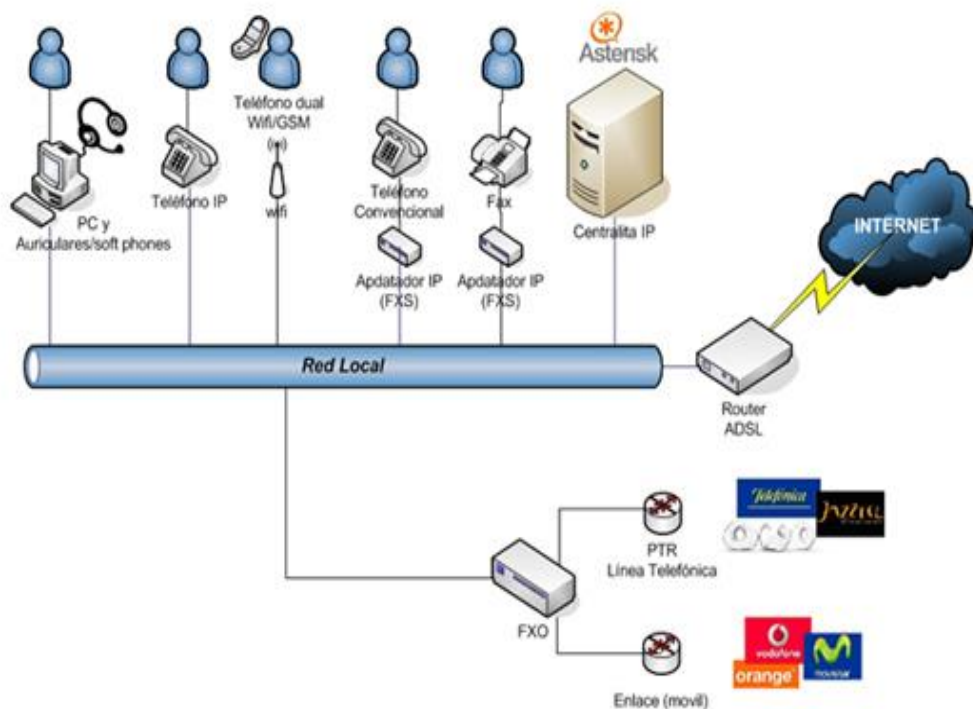 Asterisk
Teléfono dual
Wifi/GSM
Teléfono IP
wifi
Teléfono
Convencional
Fax
PC y
Auriculares/soft phones
Centralita IP
INTERNET
Apdatador IP
(FXS)
Apdatador IP
(FXS)
Red Local
Router
ADSL
Telefónica
Jazztel
PTR
Línea Telefónica
FXO
vodafone
orange
movistar
Enlace (movil)